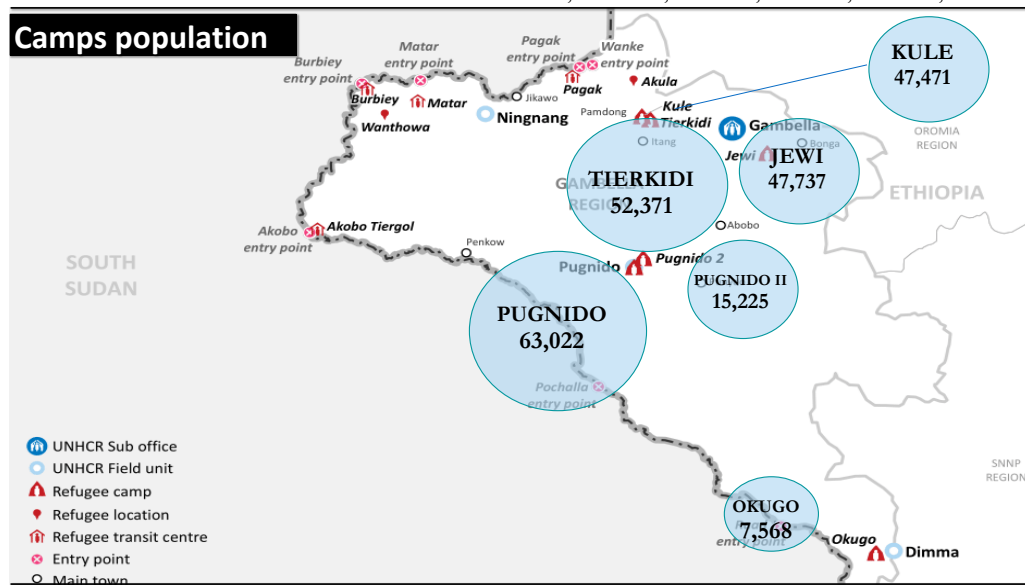 Camps population
Burbiey
entry point
Matar
entry point
Pagak
entry point
Wanke
entry point
KULE
47,471
Burbiey
Matar
Wanthowa
Jikawo
Ningnang
Pagak
Akula
Pamdong
Kule
Tierkidi
Itang
Gambella
Bonga
Jewi
JEWI
47,737
OROMIA
REGION
ETHIOPIA
GAMBELLA
REGION
TIERKIDI
52,371
Abobo
Akobo
entry point
Akobo Tiergol
Penkow
SOUTH
SUDAN
Pugnido
Pugnido 2
PUGNIDO II
15,225
PUGNIDO
63,022
Pochalla
entry point
SNNP
REGION
OKUGO
7,568
entry point
Okugo
Dimma
UNHCR Sub office
UNHCR Field unit
Refugee camp
Refugee location
Refugee transit centre
Entry point
Main town